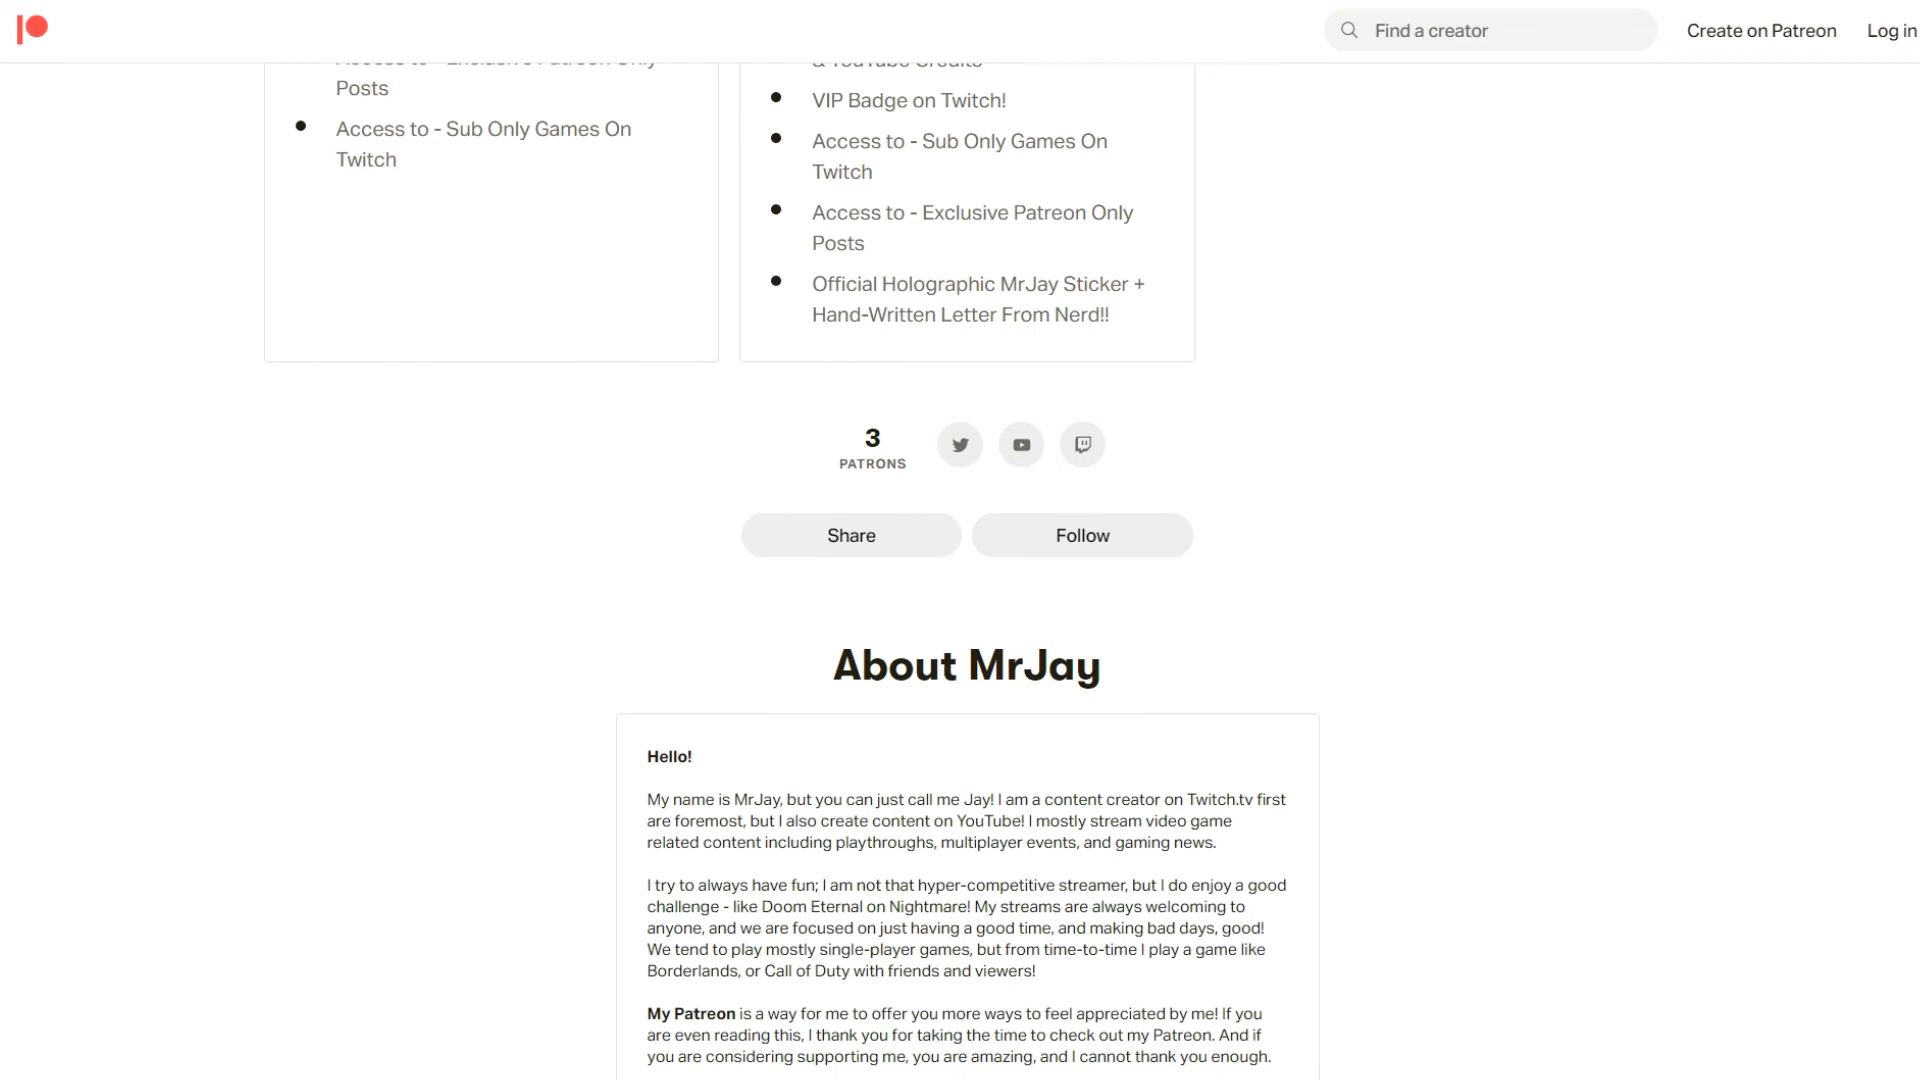 Find a creator
Create on Patreon
Log in
Access to - Exclusive Patreon Only
Posts
Access to - Sub Only Games On
Twitch
& YouTube Credits
VIP Badge on Twitch!
Access to - Sub Only Games On
Twitch
Access to - Exclusive Patreon Only
Posts
Official Holographic MrJay Sticker +
Hand-Written Letter From Nerd!!
3
PATRONS
Share
Follow
About MrJay
Hello!
My name is MrJay, but you can just call me Jay! I am a content creator on Twitch.tv first
are foremost, but I also create content on YouTube! I mostly stream video game
related content including playthroughs, multiplayer events, and gaming news.
I try to always have fun; I am not that hyper-competitive streamer, but I do enjoy a good
challenge - like Doom Eternal on Nightmare! My streams are always welcoming to
anyone, and we are focused on just having a good time, and making bad days, good!
We tend to play mostly single-player games, but from time-to-time I play a game like
Borderlands, or Call of Duty with friends and viewers!
My Patreon is a way for me to offer you more ways to feel appreciated by me! If you
are even reading this, I thank you for taking the time to check out my Patreon. And if
you are considering supporting me, you are amazing, and I cannot thank you enough.